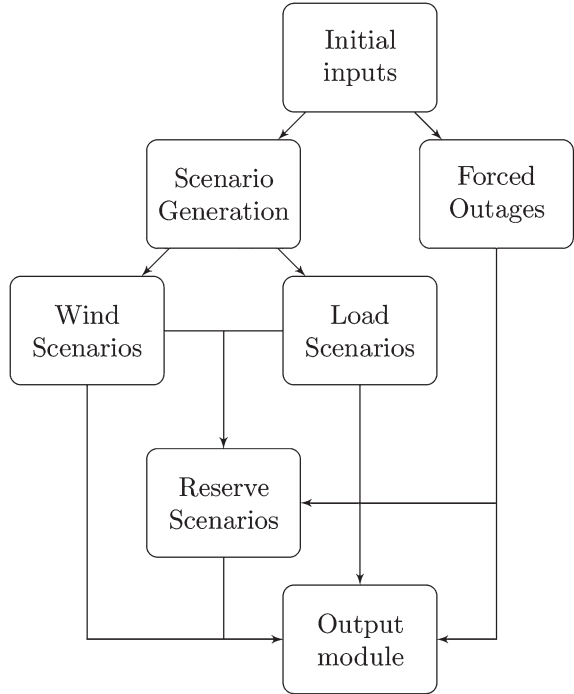 Initial
inputs
Scenario
Generation
Forced
Outages
Wind
Scenarios
Load
Scenarios
Reserve
Scenarios
Output
module